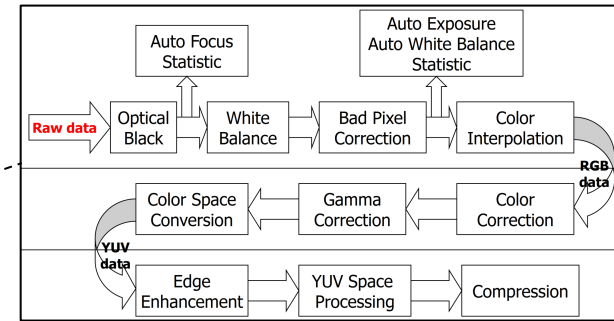 Auto Focus
Statistic
Auto Exposure
Auto White Balance
Statistic
Raw data
Optical
Black
White
Balance
Bad Pixel
Correction
Color
Interpolation
RGB
data
Color Space
Conversion
Gamma
Correction
Color
Correction
YUV
data
Edge
Enhancement
YUV Space
Processing
Compression